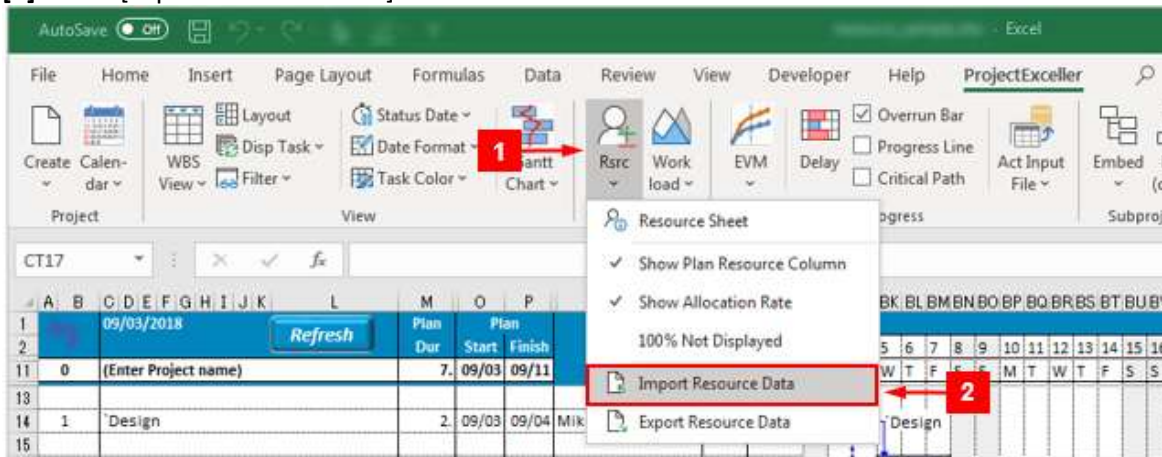 AutoSave Off - Excel
File Home Insert Page Layout Formulas Data Review View Developer Help ProjectExceller
Layout Status Date Overrun Bar
Disp Task Date Format Progress Line
Filter Task Color Critical Path
Create Calen- WBS Gantt Rsrc Work EVM Delay Act Input Embed
dar View Chart load File
Project View ogress Subproj
1
Resource Sheet
Show Plan Resource Column
Show Allocation Rate
100% Not Displayed
Import Resource Data
2
Export Resource Data
CT17 fx
A B C D E F G H I J K L M O P BK BL BM BN BO BP BQ BR BS BT BU
1 09/03/2018 Refresh Plan Plan
2 Dur Start Finish 5 6 7 8 9 10 11 12 13 14 15 16
11 0 (Enter Project name) 7. 09/03 09/11 W T F S S M T W T F S S
13
14 1 `Design 2. 09/03 09/04 Mik `Design
15